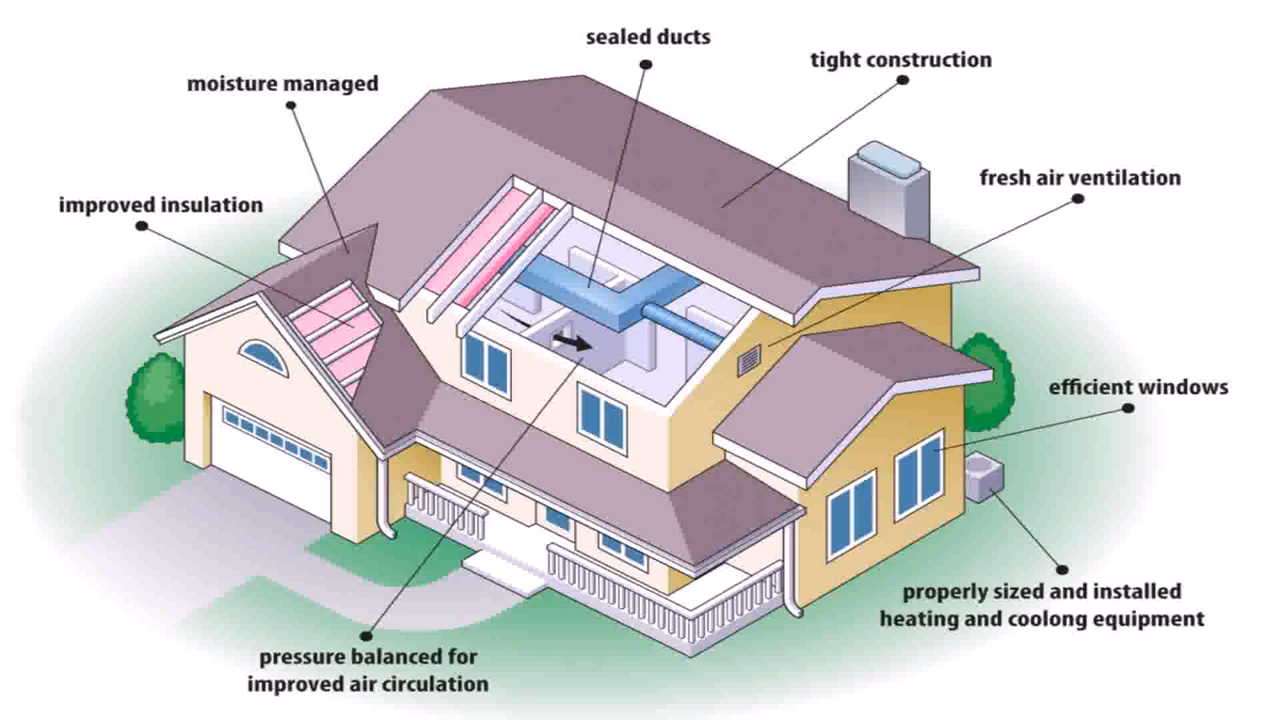 sealed ducts
tight construction
moisture managed
fresh air ventilation
improved insulation
efficient windows
properly sized and installed
heating and coolong equipment
pressure balanced for
improved air circulation